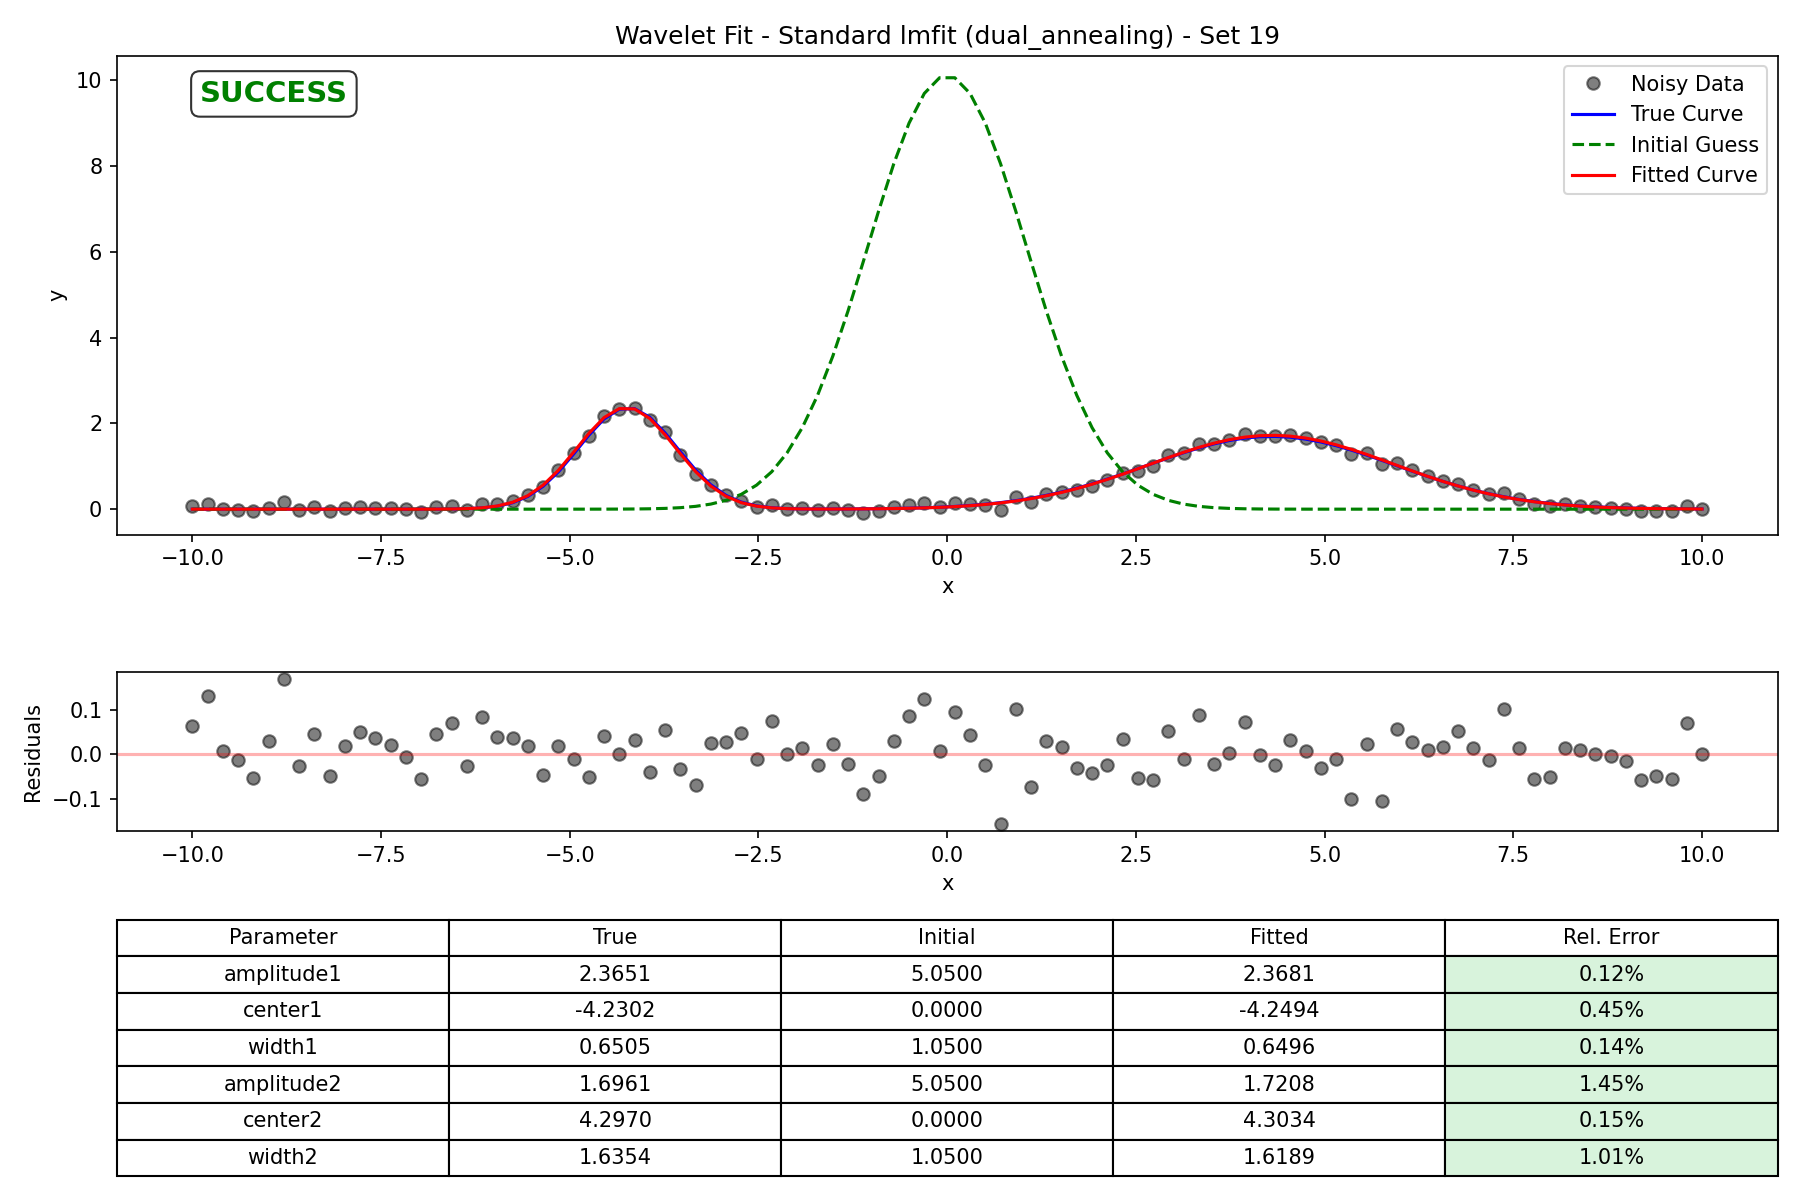 Wavelet Fit - Standard lmfit (dual_annealing) - Set 19
SUCCESS
Noisy Data
True Curve
Initial Guess
Fitted Curve
10
8
6
4
2
0
y
−10.0 −7.5 −5.0 −2.5 0.0 2.5 5.0 7.5 10.0
x
0.1
0.0
−0.1
Residuals
−10.0 −7.5 −5.0 −2.5 0.0 2.5 5.0 7.5 10.0
x
Parameter True Initial Fitted Rel. Error
amplitude1 2.3651 5.0500 2.3681 0.12%
center1 -4.2302 0.0000 -4.2494 0.45%
width1 0.6505 1.0500 0.6496 0.14%
amplitude2 1.6961 5.0500 1.7208 1.45%
center2 4.2970 0.0000 4.3034 0.15%
width2 1.6354 1.0500 1.6189 1.01%